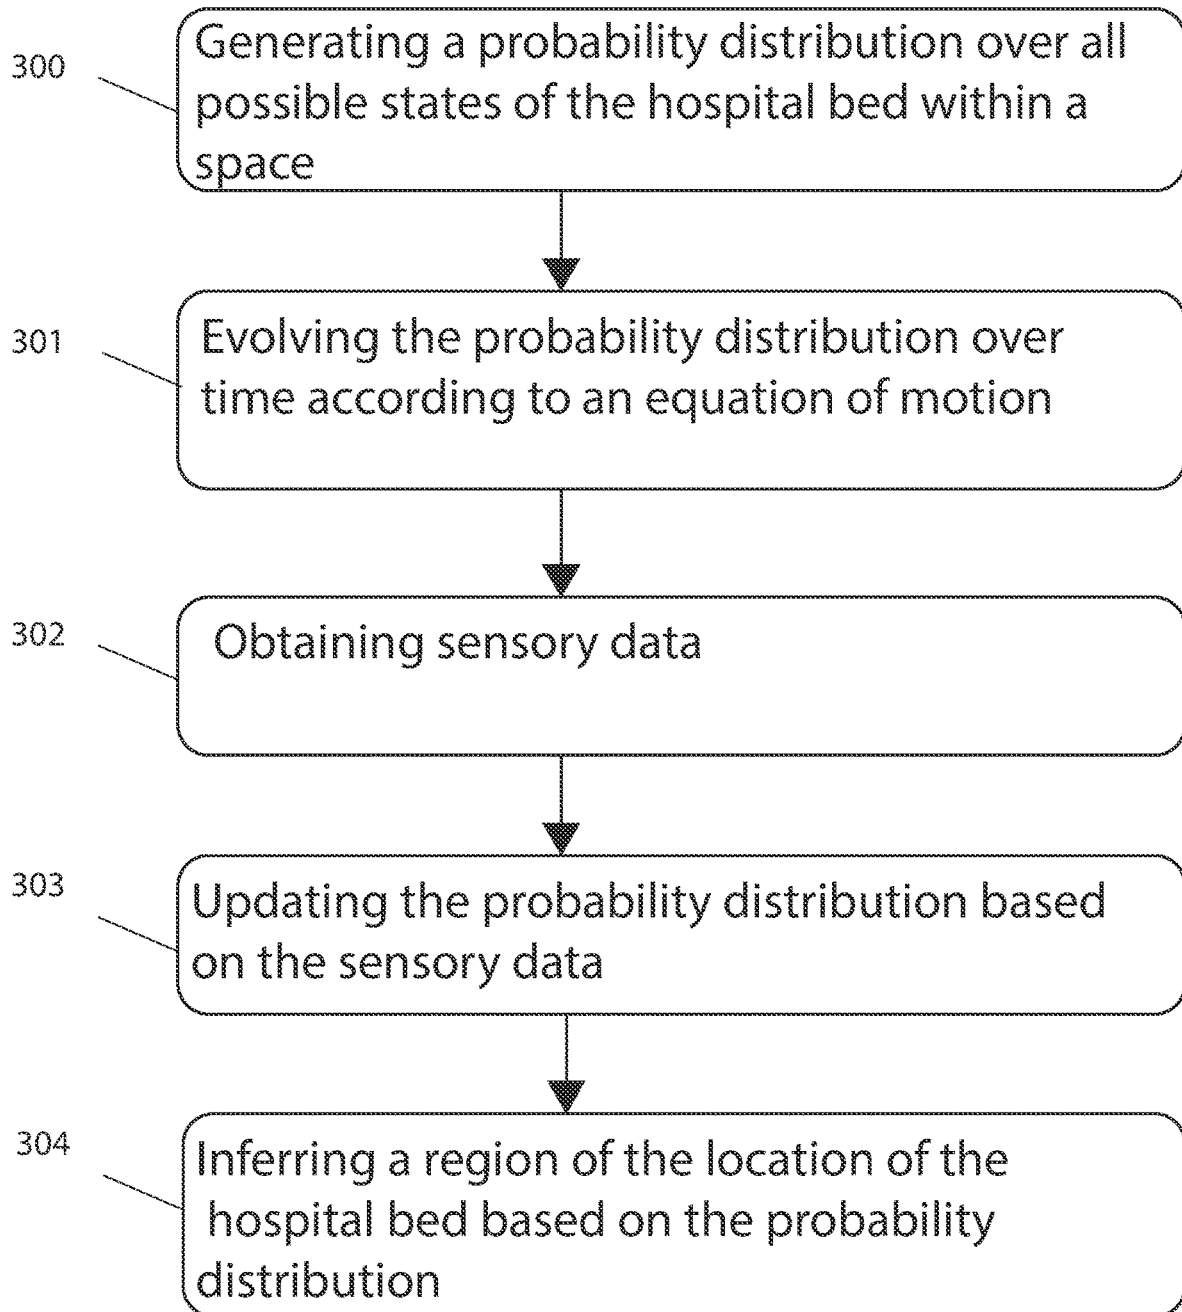 300
Generating a probability distribution over all
possible states of the hospital bed within a
space
301
Evolving the probability distribution over
time according to an equation of motion
302
Obtaining sensory data
303
Updating the probability distribution based
on the sensory data
304
Inferring a region of the location of the
hospital bed based on the probability
distribution